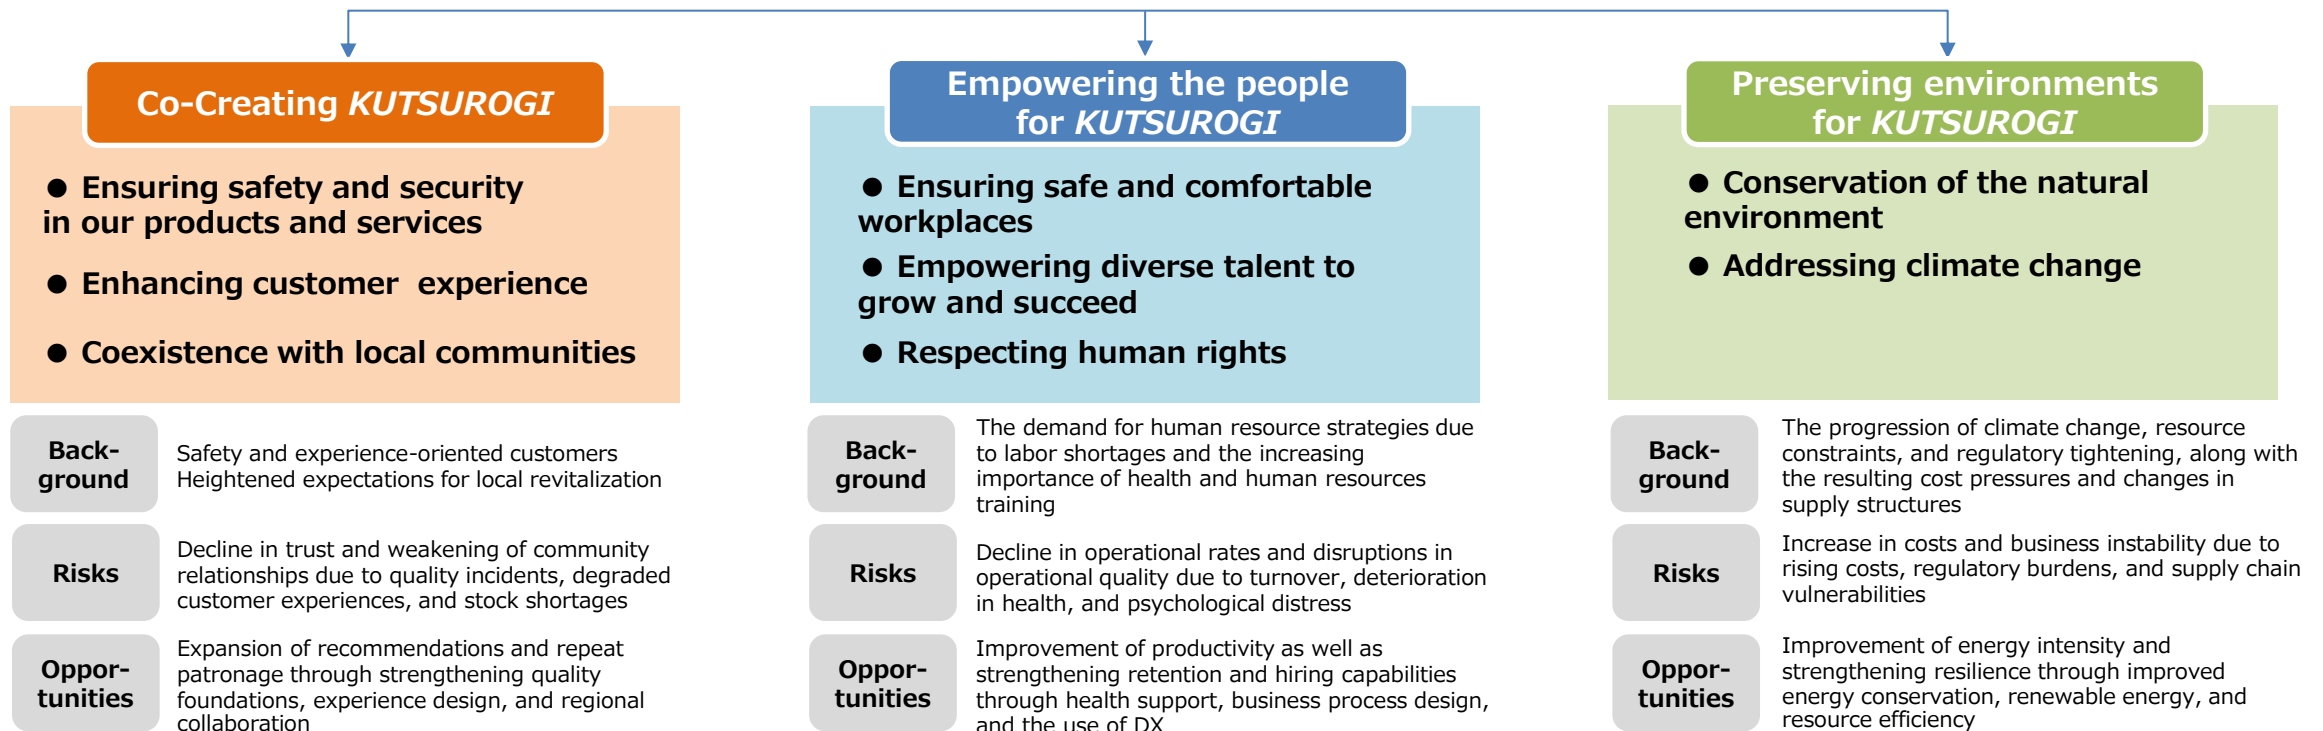 Co-Creating KUTSUROGI
● Ensuring safety and security
in our products and services
● Enhancing customer experience
● Coexistence with local communities
Back-
ground
Safety and experience-oriented customers
Heightened expectations for local revitalization
Risks
Decline in trust and weakening of community
relationships due to quality incidents, degraded
customer experiences, and stock shortages
Oppor-
tunities
Expansion of recommendations and repeat
patronage through strengthening quality
foundations, experience design, and regional
collaboration
Empowering the people
for KUTSUROGI
● Ensuring safe and comfortable
workplaces
● Empowering diverse talent to
grow and succeed
● Respecting human rights
Back-
ground
The demand for human resource strategies due
to labor shortages and the increasing
importance of health and human resources
training
Risks
Decline in operational rates and disruptions in
operational quality due to turnover, deterioration
in health, and psychological distress
Oppor-
tunities
Improvement of productivity as well as
strengthening retention and hiring capabilities
through health support, business process design,
and the use of DX
Preserving environments
for KUTSUROGI
● Conservation of the natural
environment
● Addressing climate change
Back-
ground
The progression of climate change, resource
constraints, and regulatory tightening, along with
the resulting cost pressures and changes in
supply structures
Risks
Increase in costs and business instability due to
rising costs, regulatory burdens, and supply chain
vulnerabilities
Oppor-
tunities
Improvement of energy intensity and
strengthening resilience through improved
energy conservation, renewable energy, and
resource efficiency